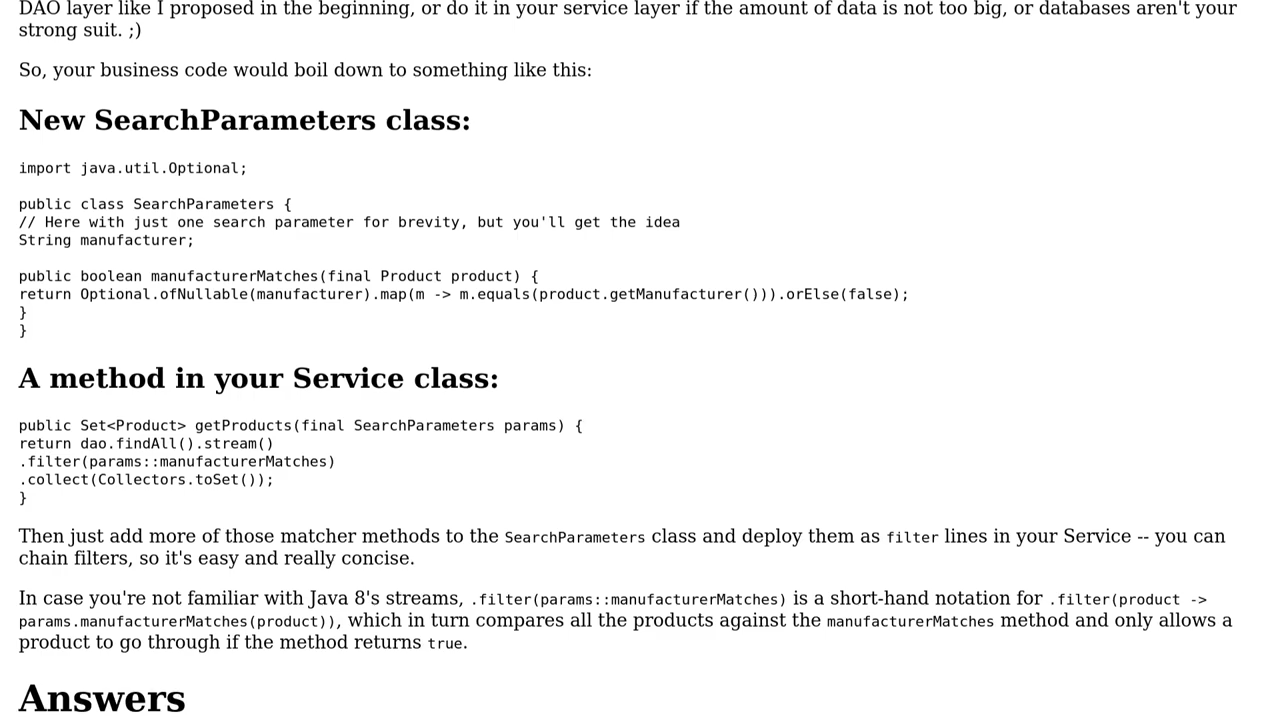 DAO layer like I proposed in the beginning, or do it in your service layer if the amount of data is not too big, or databases aren't your
strong suit. ;)
So, your business code would boil down to something like this:
New SearchParameters class:
import java.util.Optional;
public class SearchParameters {
// Here with just one search parameter for brevity, but you'll get the idea
String manufacturer;
public boolean manufacturerMatches(final Product product) {
return Optional.ofNullable(manufacturer).map(m -> m.equals(product.getManufacturer())).orElse(false);
}
}
A method in your Service class:
public Set<Product> getProducts(final SearchParameters params) {
return dao.findAll().stream()
.filter(params::manufacturerMatches)
.collect(Collectors.toSet());
}
Then just add more of those matcher methods to the SearchParameters class and deploy them as filter lines in your Service -- you can
chain filters, so it's easy and really concise.
In case you're not familiar with Java 8's streams, .filter(params::manufacturerMatches) is a short-hand notation for .filter(product ->
params.manufacturerMatches(product)), which in turn compares all the products against the manufacturerMatches method and only allows a
product to go through if the method returns true.
Answers